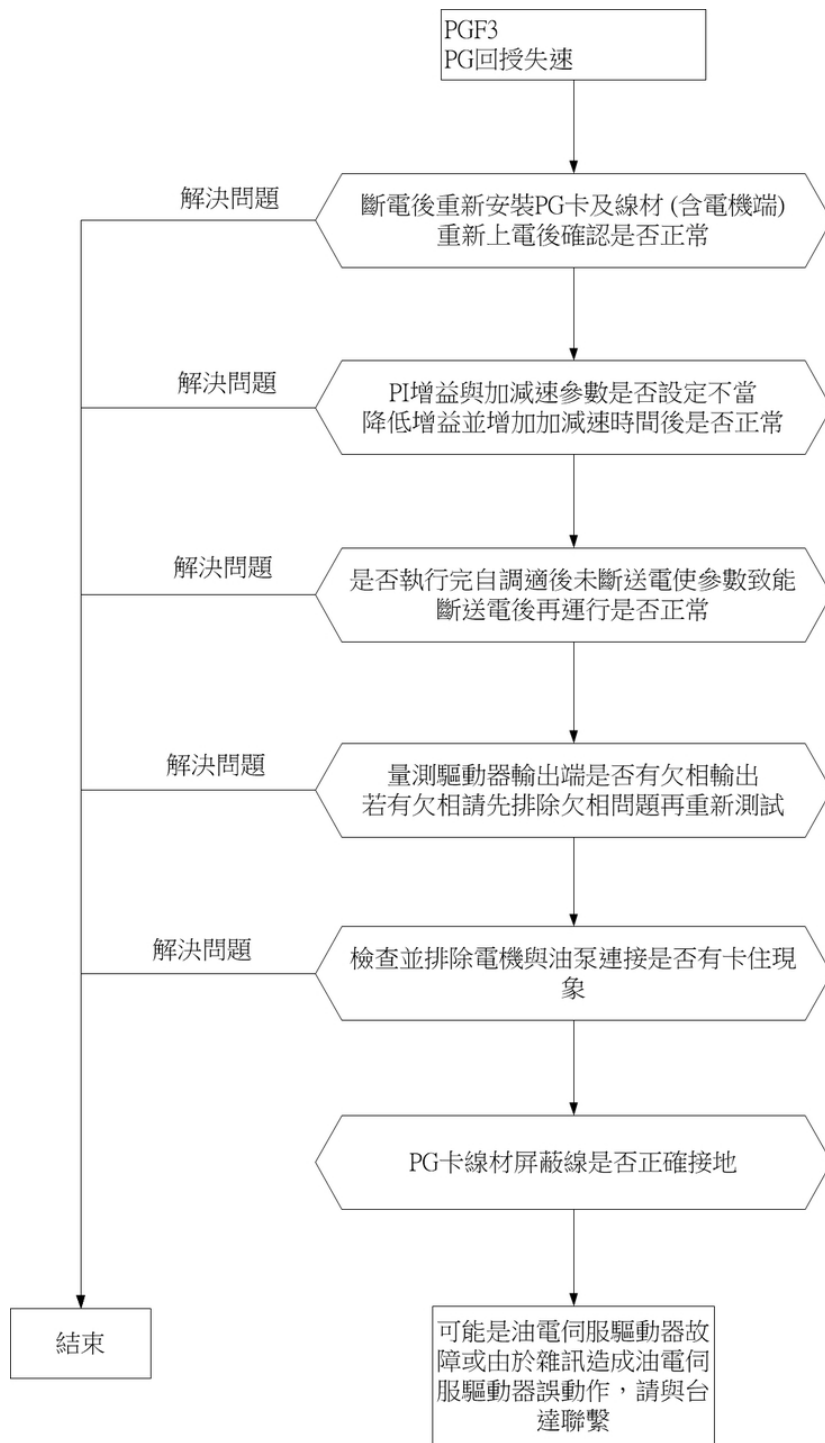 PGF3
PG回授失速
解決問題
斷電後重新安裝PG卡及線材 (含電機端)
重新上電後確認是否正常
解決問題
PI增益與加減速參數是否設定不當
降低增益並增加加減速時間後是否正常
解決問題
是否執行完自調適後未斷送電使參數致能
斷送電後再運行是否正常
解決問題
量測驅動器輸出端是否有欠相輸出
若有欠相請先排除欠相問題再重新測試
解決問題
檢查並排除電機與油泵連接是否有卡住現
象
PG卡線材屏蔽線是否正確接地
結束
可能是油電伺服驅動器故
障或由於雜訊造成油電伺
服驅動器誤動作，請與台
達聯繫